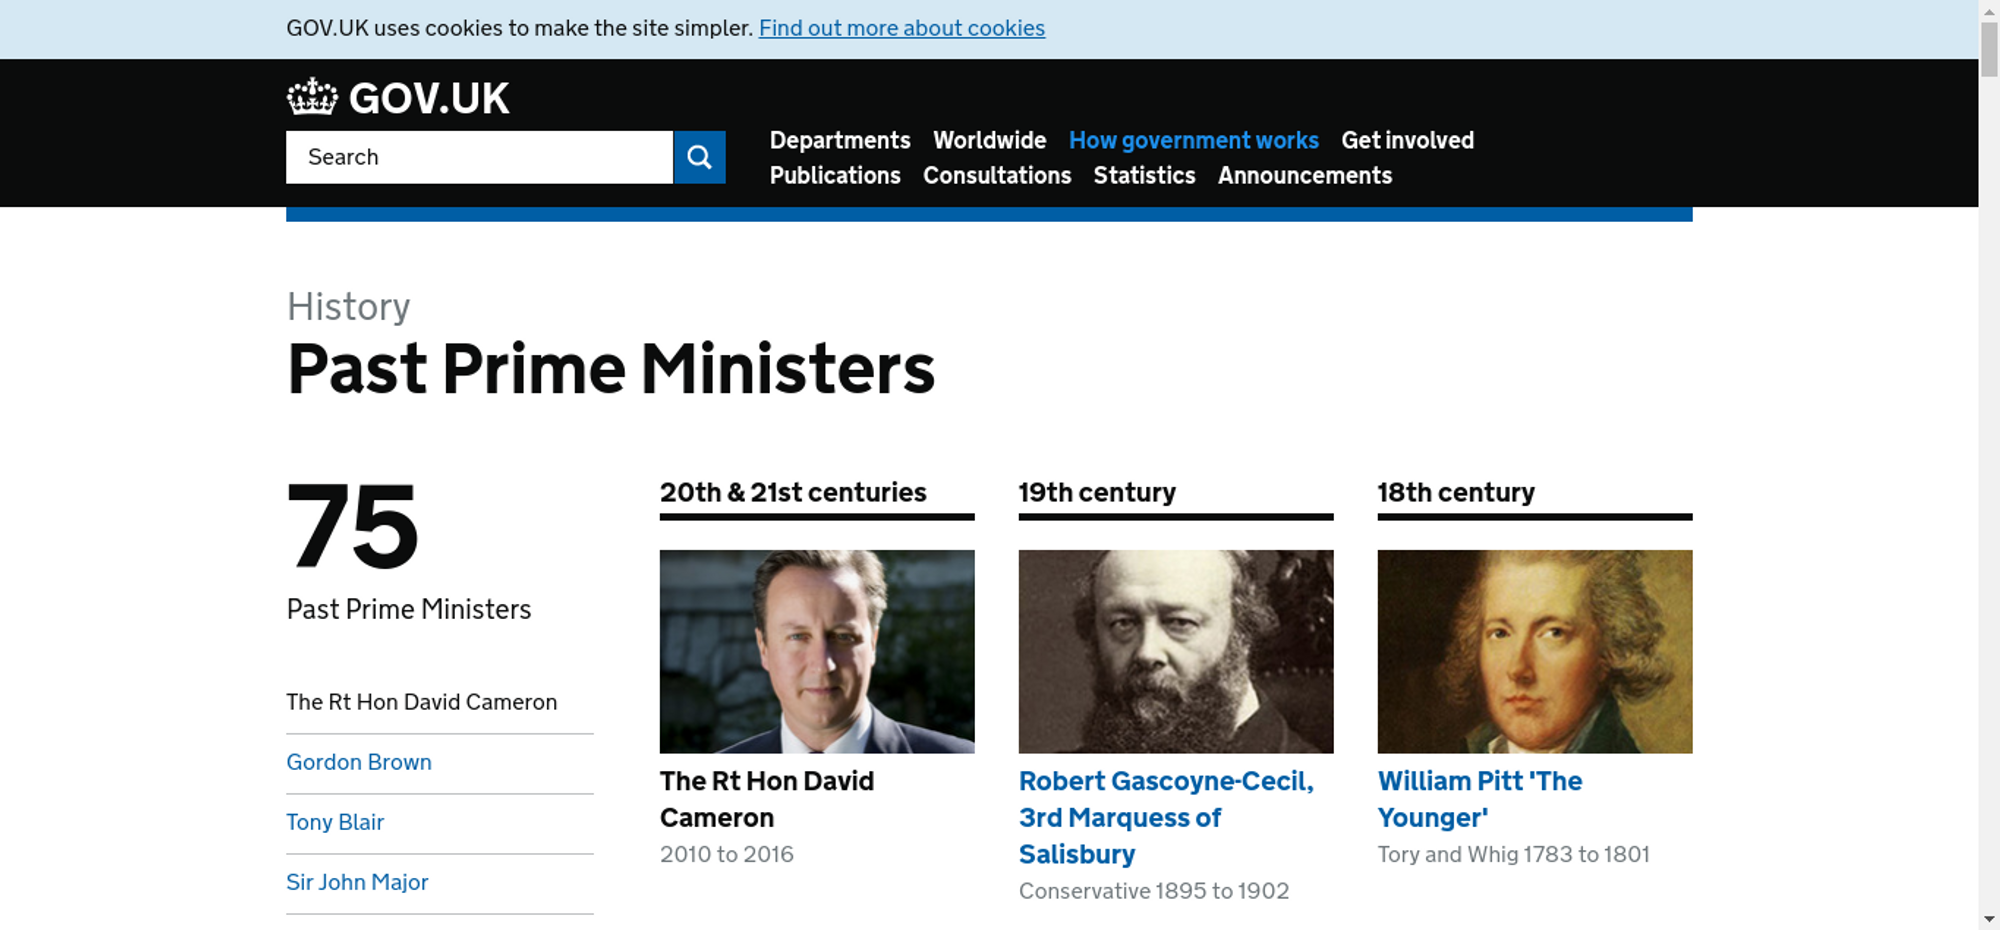 GOV.UK uses cookies to make the site simpler. Find out more about cookies
GOV.UK
Search
Departments Worldwide How government works Get involved
Publications Consultations Statistics Announcements
History
Past Prime Ministers
75
Past Prime Ministers
The Rt Hon David Cameron
Gordon Brown
Tony Blair
Sir John Major
20th & 21st centuries
The Rt Hon David
Cameron
2010 to 2016
19th century
Robert Gascoyne-Cecil,
3rd Marquess of
Salisbury
Conservative 1895 to 1902
18th century
William Pitt 'The
Younger'
Tory and Whig 1783 to 1801